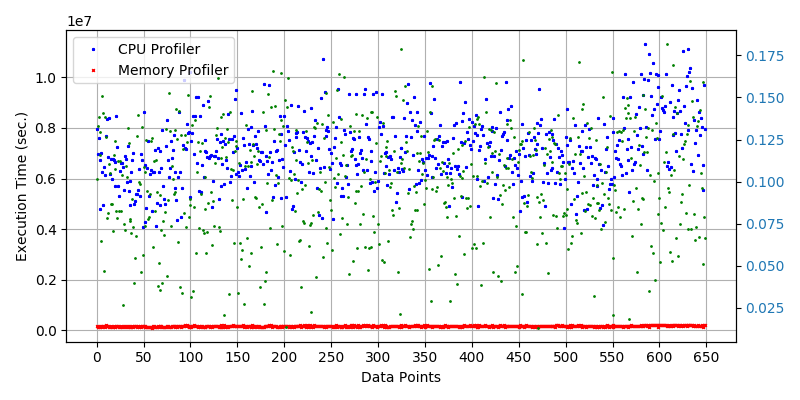 1e7
CPU Profiler
Memory Profiler
Execution Time (sec.)
1.0
0.8
0.6
0.4
0.2
0.0
0.175
0.150
0.125
0.100
0.075
0.050
0.025
0 50 100 150 200 250 300 350 400 450 500 550 600 650
Data Points